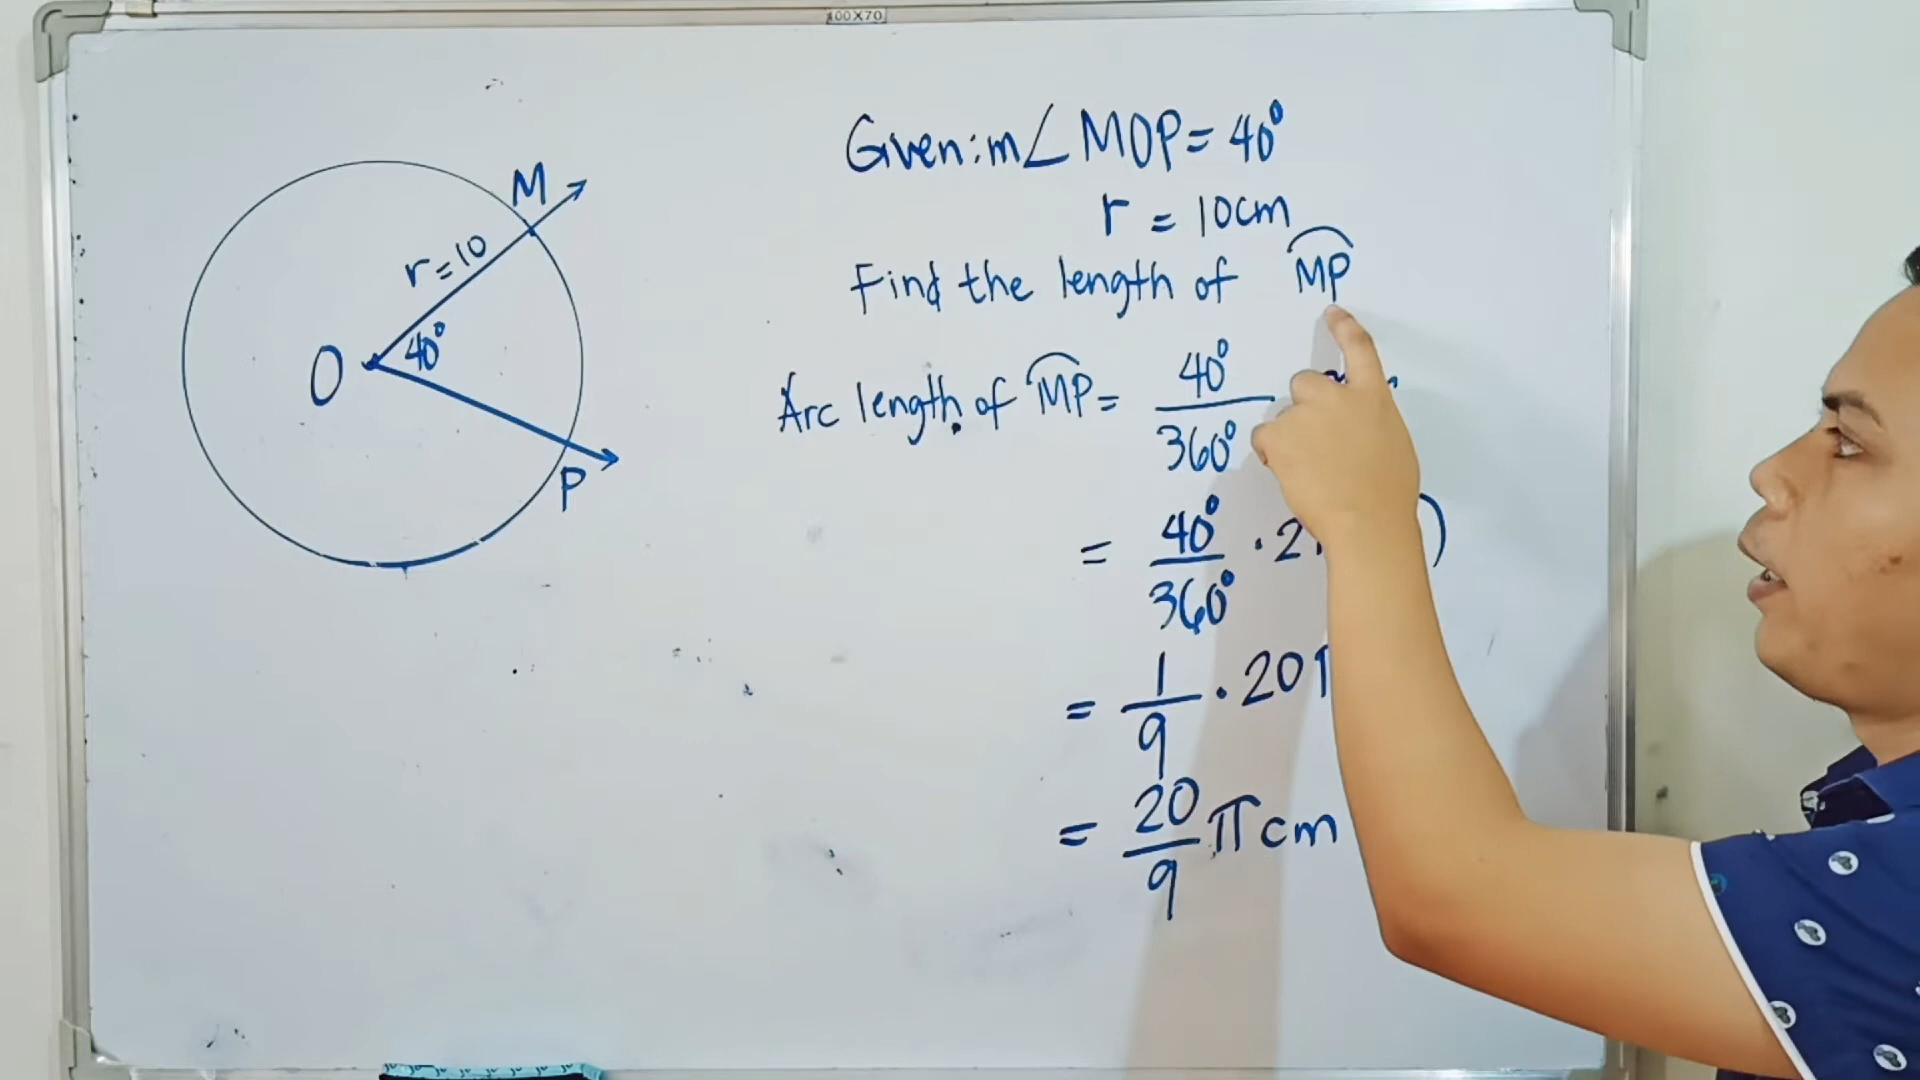 400X70
M
r=10
O
40°
P
Given: m∠MOP = 40°
r = 10cm
Find the length of MP
Arc length of MP = 40°/360°
= 40°/360° · 2
= 1/9 · 20
= 20/9 π cm